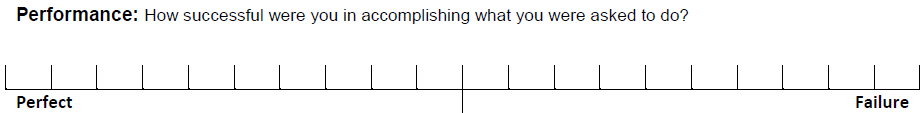 Performance: How successful were you in accomplishing what you were asked to do?
Perfect Failure